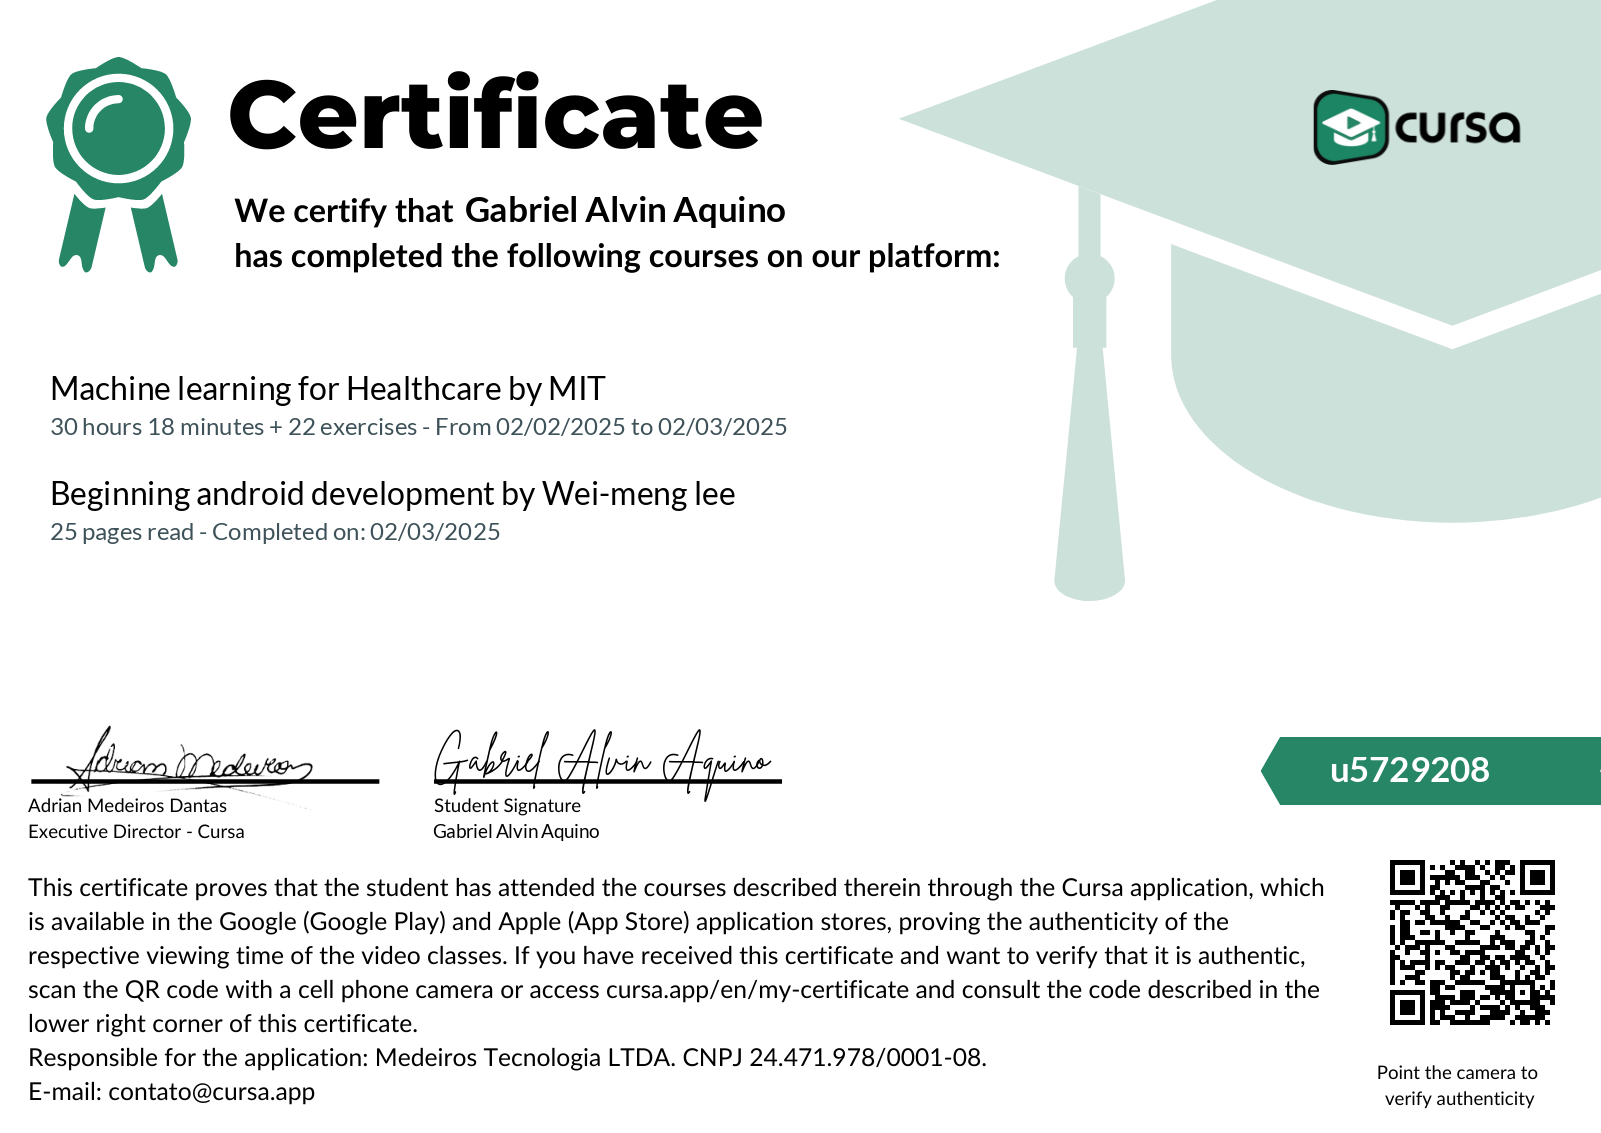 Certificate
cursa
We certify that Gabriel Alvin Aquino
has completed the following courses on our platform:
Machine learning for Healthcare by MIT
30 hours 18 minutes + 22 exercises - From 02/02/2025 to 02/03/2025
Beginning android development by Wei-meng lee
25 pages read - Completed on: 02/03/2025
Adrian Medeiros
Gabriel Alvin Aquino
u5729208
Adrian Medeiros Dantas
Executive Director - Cursa
Student Signature
Gabriel Alvin Aquino
This certificate proves that the student has attended the courses described therein through the Cursa application, which
is available in the Google (Google Play) and Apple (App Store) application stores, proving the authenticity of the
respective viewing time of the video classes. If you have received this certificate and want to verify that it is authentic,
scan the QR code with a cell phone camera or access cursa.app/en/my-certificate and consult the code described in the
lower right corner of this certificate.
Responsible for the application: Medeiros Tecnologia LTDA. CNPJ 24.471.978/0001-08.
E-mail: contato@cursa.app
Point the camera to
verify authenticity